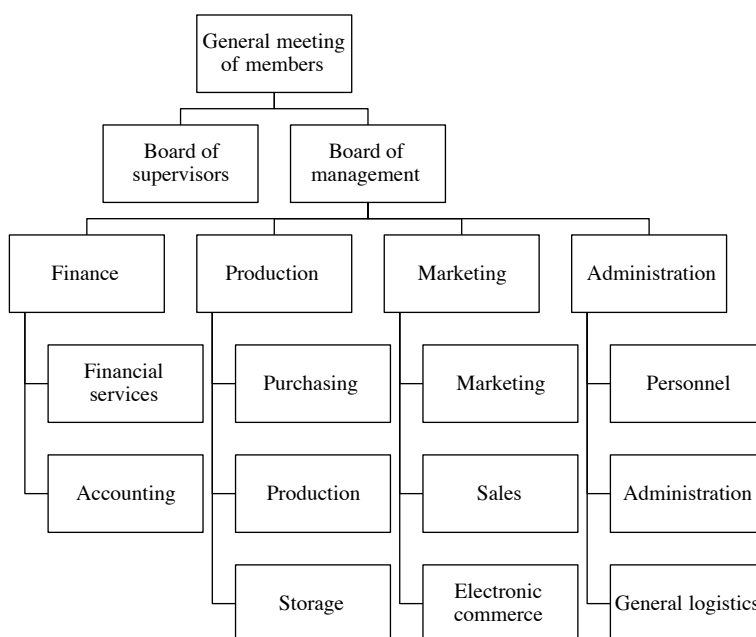 General meeting
of members
Board of
supervisors
Board of
management
Finance
Production
Marketing
Administration
Financial
services
Purchasing
Marketing
Personnel
Accounting
Production
Sales
Administration
Storage
Electronic
commerce
General logistics